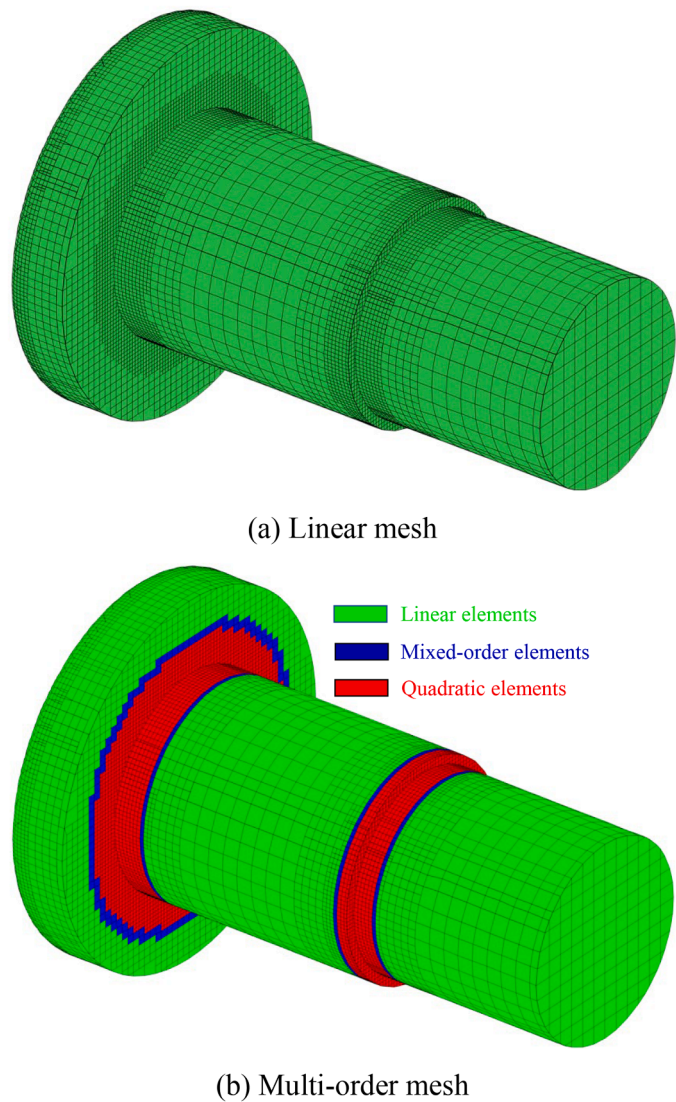 (a) Linear mesh
Linear elements
Mixed-order elements
Quadratic elements
(b) Multi-order mesh